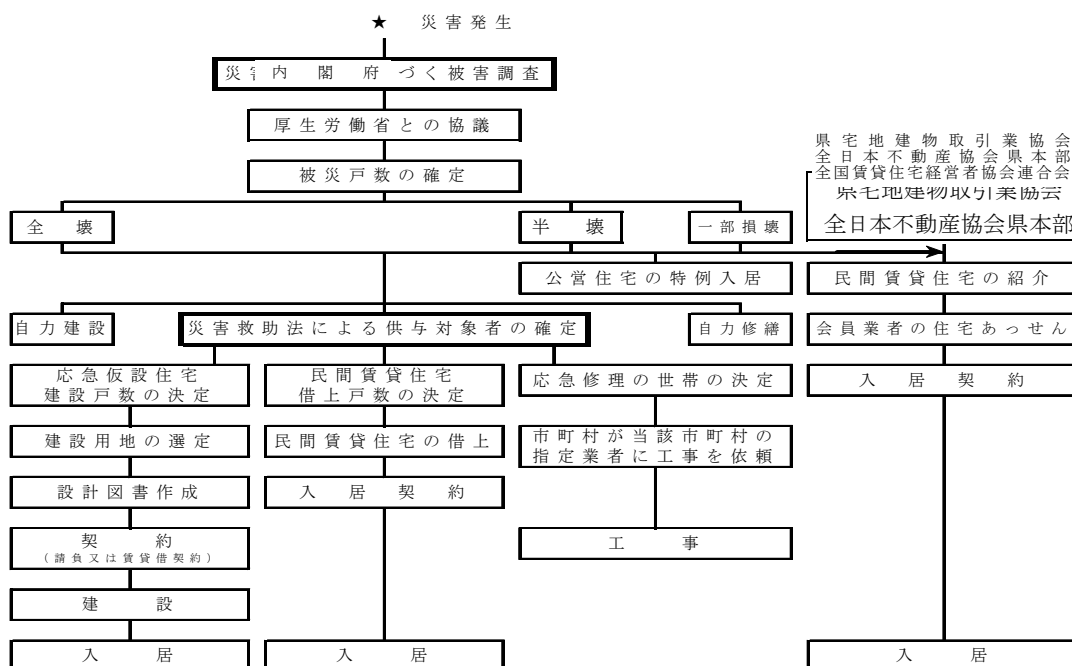 ★ 災害発生
災害
内閣府
づく被害調査
厚生労働省との協議
被災戸数の確定
県宅地建物取引業協会
全日本不動産協会県本部
全国賃貸住宅経営者協会連合会
県宅地建物取引業協会
全日本不動産協会県本部
全壊
半壊
一部損壊
公営住宅の特例入居
民間賃貸住宅の紹介
自力建設
災害救助法による供与対象者の確定
自力修繕
会員業者の住宅あっせん
応急仮設住宅
建設戸数の決定
民間賃貸住宅
借上戸数の決定
応急修理の世帯の決定
入居契約
建設用地の選定
民間賃貸住宅の借上
市町村が当該市町村の
指定業者に工事を依頼
設計図書作成
入居契約
契約
(請負又は賃貸借契約)
工事
建設
入居
入居
入居